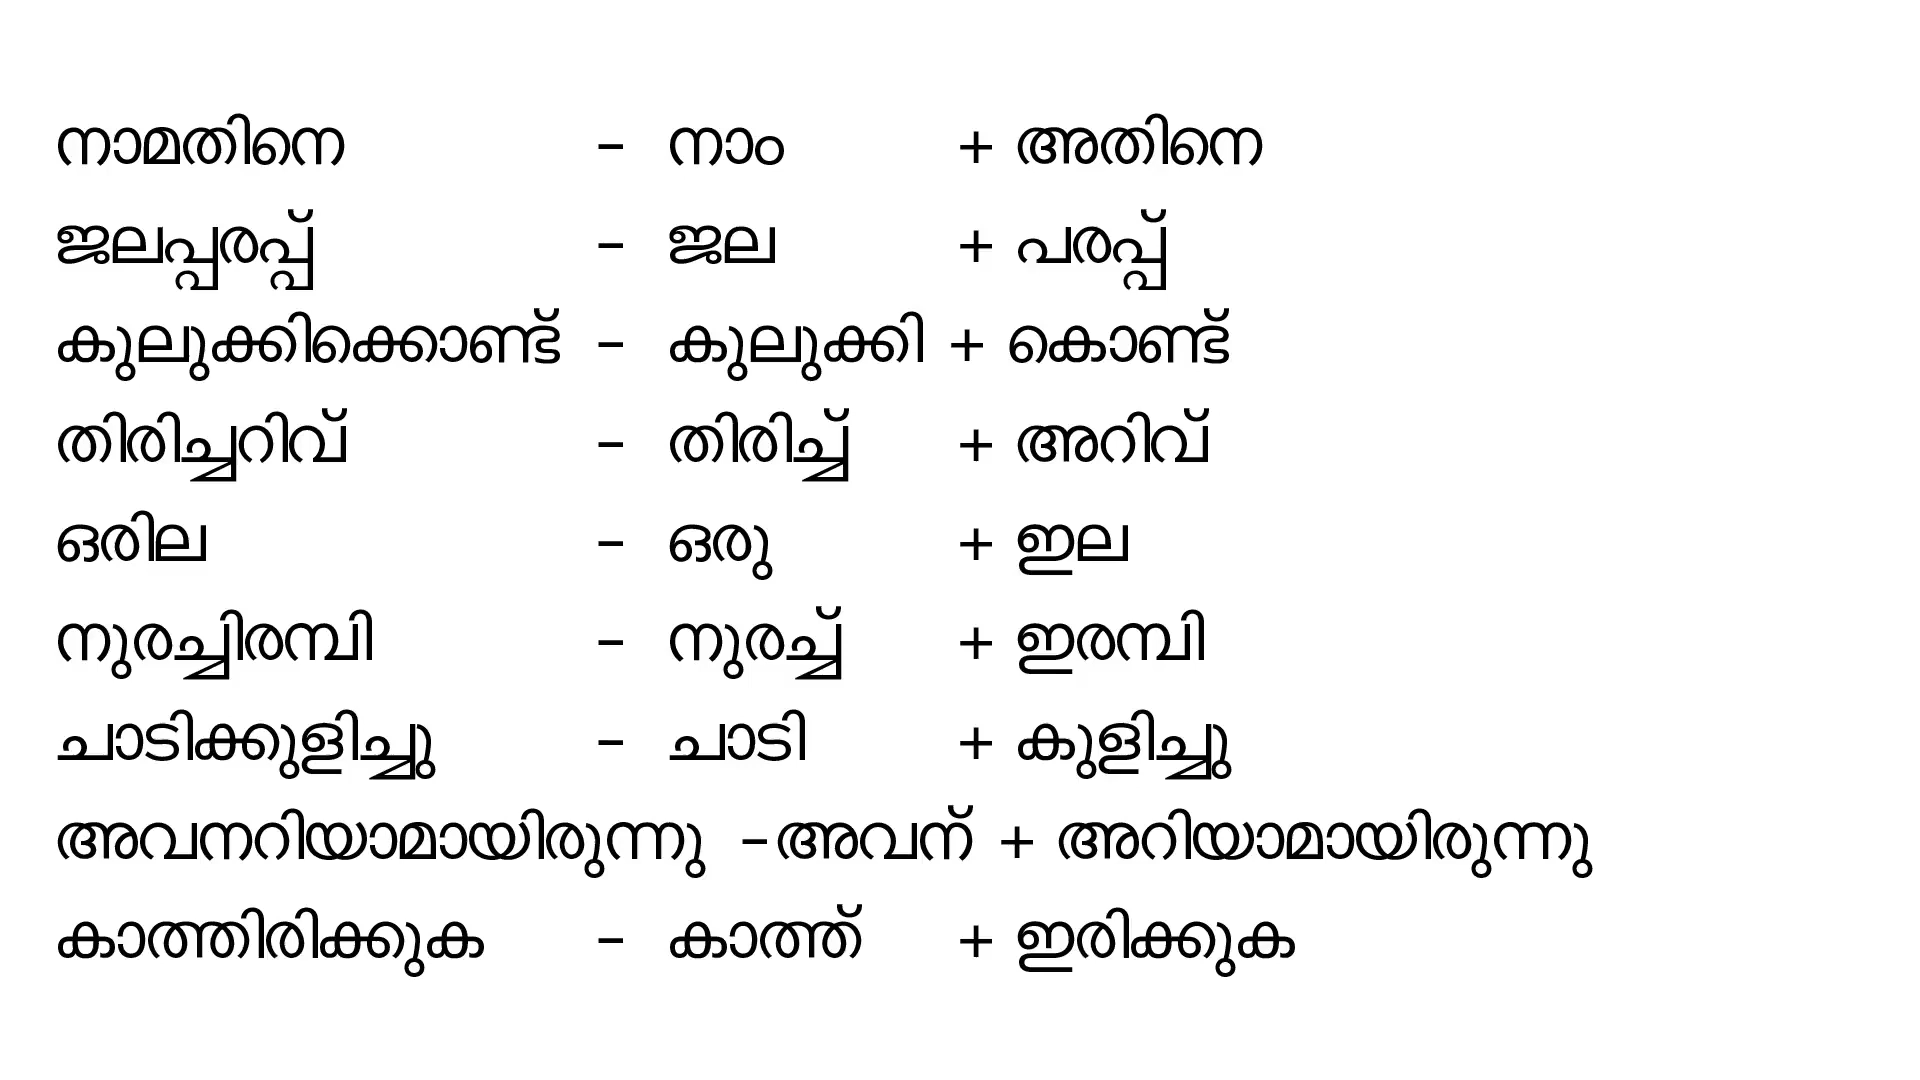 നാമതിനെ - നാം + അതിനെ
ജലപ്പരപ്പ് - ജല + പരപ്പ്
കുലുക്കിക്കൊണ്ട് - കുലുക്കി + കൊണ്ട്
തിരിച്ചറിവ് - തിരിച്ച് + അറിവ്
ഒരില - ഒരു + ഇല
നുരച്ചിരമ്പി - നുരച്ച് + ഇരമ്പി
ചാടിക്കുളിച്ചു - ചാടി + കുളിച്ചു
അവനറിയാമായിരുന്നു -അവന് + അറിയാമായിരുന്നു
കാത്തിരിക്കുക - കാത്ത് + ഇരിക്കുക